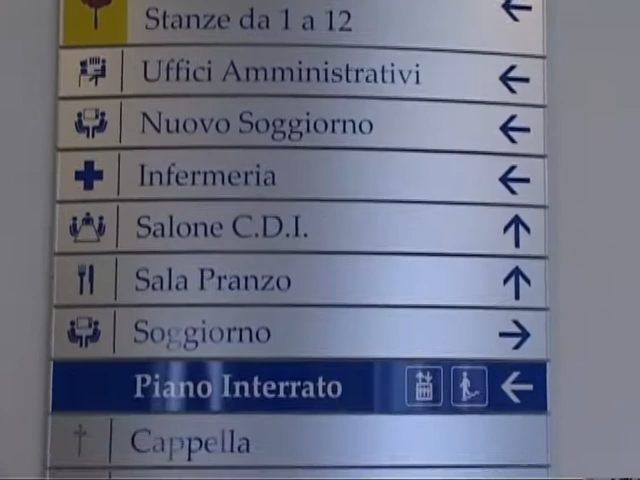 Stanze da 1 a 12
Uffici Amministrativi
Nuovo Soggiorno
Infermeria
Salone C.D.I.
Sala Pranzo
Soggiorno
Piano Interrato
Cappella